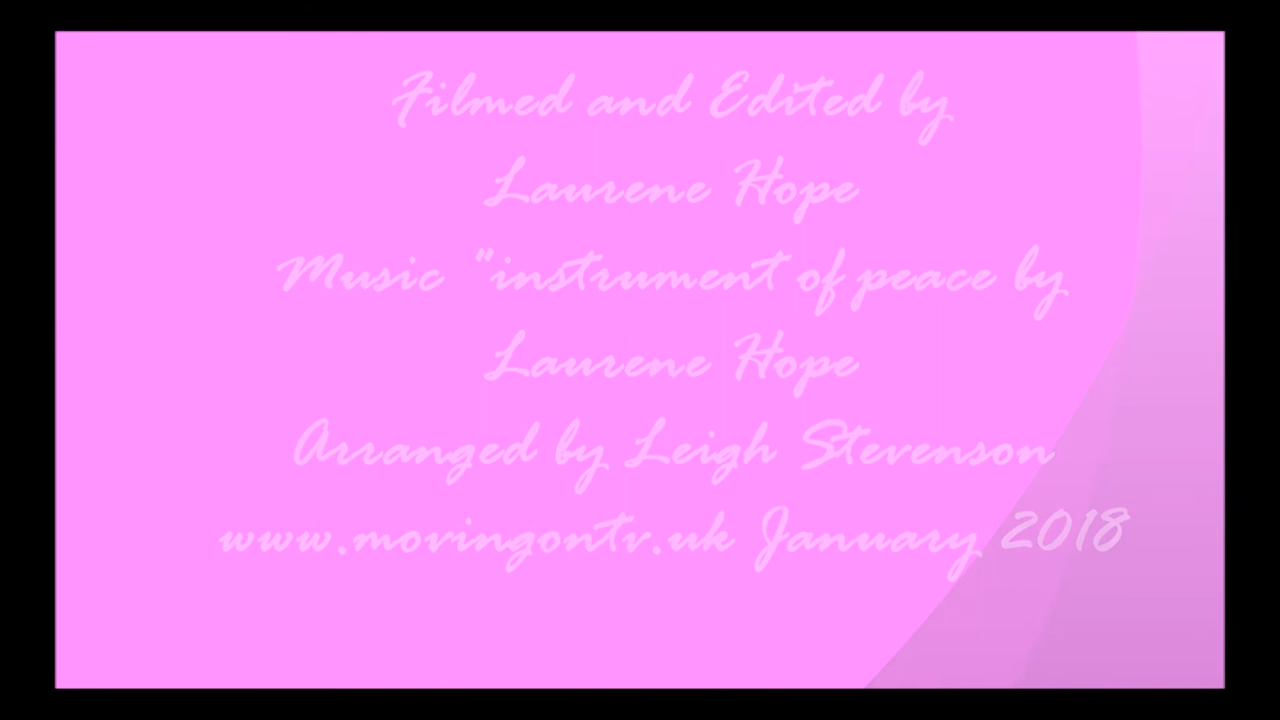 Filmed and Edited by
Laurene Hope
Music "instrument of peace by
Laurene Hope
Arranged by Leigh Stevenson
www.movingontv.uk January 2018